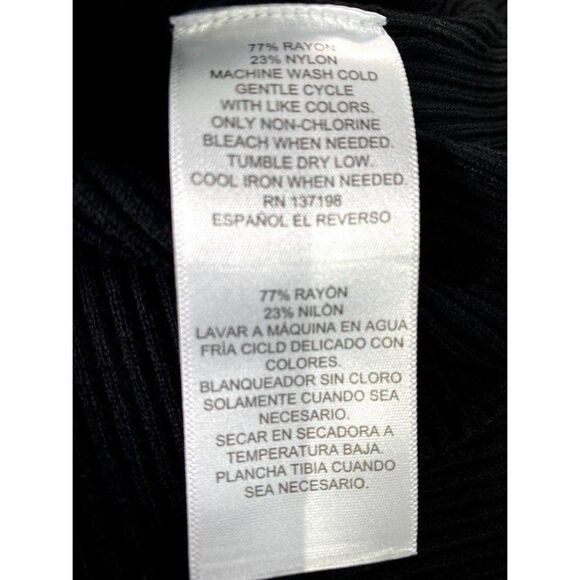 77% RAYON
23% NYLON
MACHINE WASH COLD
GENTLE CYCLE
WITH LIKE COLORS.
ONLY NON-CHLORINE
BLEACH WHEN NEEDED.
TUMBLE DRY LOW.
COOL IRON WHEN NEEDED.
RN 137198
ESPAÑOL EL REVERSO
77% RAYÓN
23% NILÓN
LAVAR A MÁQUINA EN AGUA
FRÍA CICLD DELICADO CON
COLORES.
BLANQUEADOR SIN CLORO
SOLAMENTE CUANDO SEA
NECESARIO.
SECAR EN SECADORA A
TEMPERATURA BAJA.
PLANCHA TIBIA CUANDO
SEA NECESARIO.